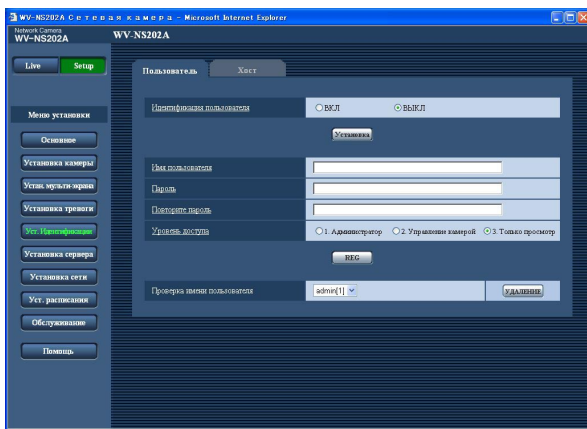 WV-NS202A Сетевая камера - Microsoft Internet Explorer
Network Camera
WV-NS202A
WV-NS202A
Live
Setup
Меню установки
Основное
Установка камеры
Устан. мульти-экрана
Установка тревоги
Уст. Идентификации
Установка сервера
Установка сети
Уст. расписания
Обслуживание
Помощь
Пользователь
Хост
Идентификация пользователя
ВКЛ
ВЫКЛ
Установка
Имя пользователя
Пароль
Повторите пароль
Уровень доступа
1. Администратор
2. Управление камерой
3. Только просмотр
REG
Проверка имени пользователя
admin[1]
УДАЛЕНИЕ